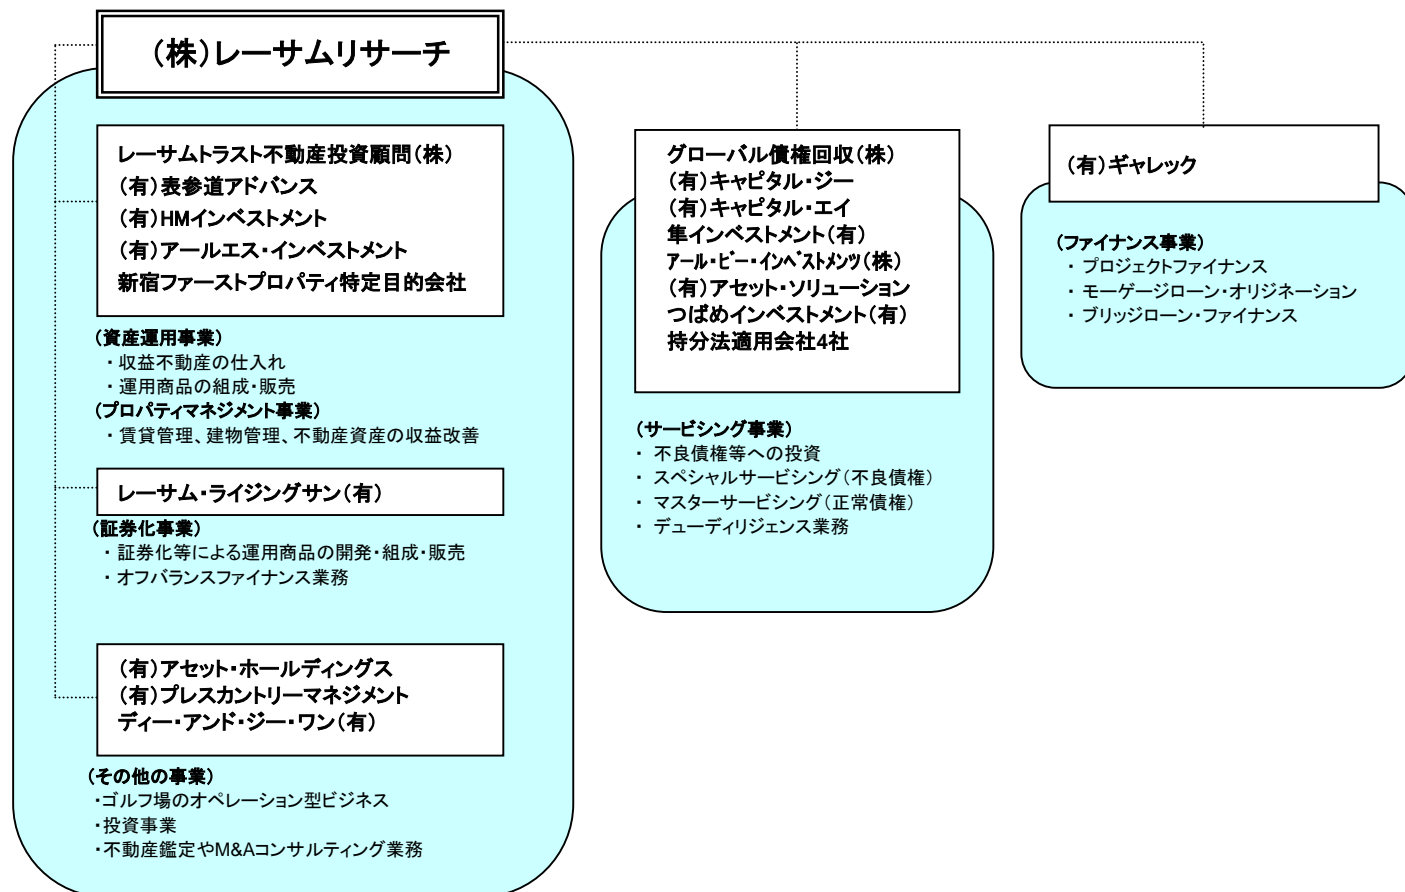 (株)レーサムリサーチ
レーサムトラスト不動産投資顧問(株)
(有)表参道アドバンス
(有)HMインベストメント
(有)アールエス・インベストメント
新宿ファーストプロパティ特定目的会社
(資産運用事業)
・ 収益不動産の仕入れ
・ 運用商品の組成・販売
(プロパティマネジメント事業)
・ 賃貸管理、建物管理、不動産資産の収益改善
レーサム・ライジングサン(有)
(証券化事業)
・ 証券化等による運用商品の開発・組成・販売
・ オフバランスファイナンス業務
(有)アセット・ホールディングス
(有)プレスカントリーマネジメント
ディー・アンド・ジー・ワン(有)
(その他の事業)
・ゴルフ場のオペレーション型ビジネス
・投資事業
・不動産鑑定やM&Aコンサルティング業務
グローバル債権回収(株)
(有)キャピタル・ジー
(有)キャピタル・エイ
隼インベストメント(有)
アール・ビー・インベストメンツ(株)
(有)アセット・ソリューション
つばめインベストメント(有)
持分法適用会社4社
(サービシング事業)
・ 不良債権等への投資
・ スペシャルサービシング(不良債権)
・ マスターサービシング(正常債権)
・ デューディリジェンス業務
(有)ギャレック
(ファイナンス事業)
・ プロジェクトファイナンス
・ モーゲージローン・オリジネーション
・ ブリッジローン・ファイナンス